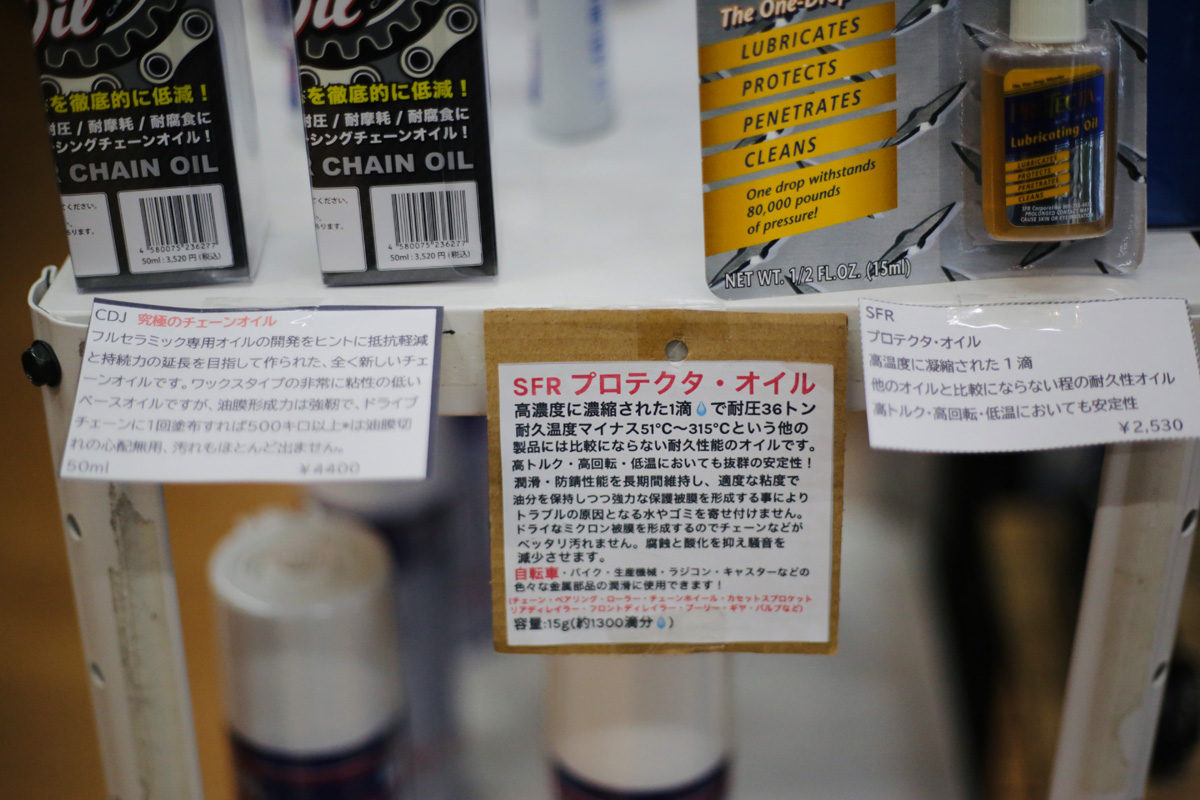 Oil
を徹底的に低減！
耐圧 / 耐摩耗 / 耐腐食に
シングチェーンオイル！
CHAIN OIL
てください。
ります。
4 580075 236277
50ml : 3,520 円 (税込)
Oil
を徹底的に低減！
耐圧 / 耐摩耗 / 耐腐食に
ーシングチェーンオイル！
CHAIN OIL
ください。
あります。
4 580075 236277
50ml : 3,520 円 (税込)
The One-Drop
LUBRICATES
PROTECTS
PENETRATES
CLEANS
One drop withstands
80,000 pounds
of pressure!
NET WT. 1/2 FL.OZ. (15ml)
Lubricating Oil
LUBRICATES
PROTECTS
PENETRATES
CLEANS
CDJ 究極のチェーンオイル
フルセラミック専用オイルの開発をヒントに抵抗軽減
と持続力の延長を目指して作られた、全く新しいチェ
ーンオイルです。ワックスタイプの非常に粘性の低い
ベースオイルですが、油膜形成力は強靭で、ドライブ
チェーンに1回塗布すれば500キロ以上*は油膜切
れの心配無用、汚れもほとんど出ません。
50ml ￥4400
SFR プロテクタ・オイル
高濃度に濃縮された1滴💧で耐圧36トン
耐久温度マイナス51℃～315℃という他の
製品には比較にならない耐久性能のオイルです。
高トルク・高回転・低温においても抜群の安定性！
潤滑・防錆性能を長期間維持し、適度な粘度で
油分を保持しつつ強力な保護被膜を形成する事により
トラブルの原因となる水やゴミを寄せ付けません。
ドライなミクロン被膜を形成するのでチェーンなどが
ベッタリ汚れません。腐蝕と酸化を抑え騒音を
減少させます。
自転車・バイク・生産機械・ラジコン・キャスターなどの
色々な金属部品の潤滑に使用できます！
(チェーン・ベアリング・ローラー・チェーンホイール・カセットスプロケット
リアディレイラー・フロントディレイラー・プーリー・ギヤ・バルブなど)
容量:15g(約1300滴分💧)
SFR
プロテクタ・オイル
高温度に凝縮された 1 滴
他のオイルと比較にならない程の耐久性オイル
高トルク・高回転・低温においても安定性
￥2,530